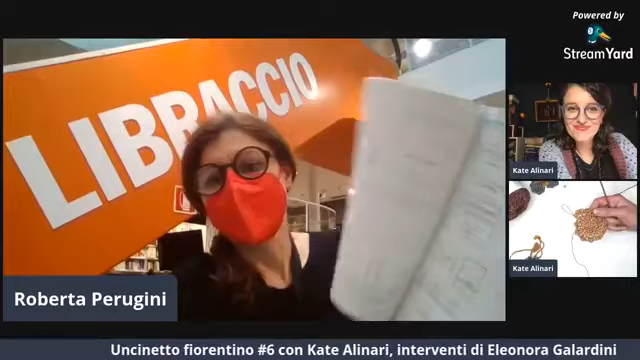 Powered by
StreamYard
LIBRACCIO
Kate Alinari
Kate Alinari
Roberta Perugini
Uncinetto fiorentino #6 con Kate Alinari, interventi di Eleonora Galardini